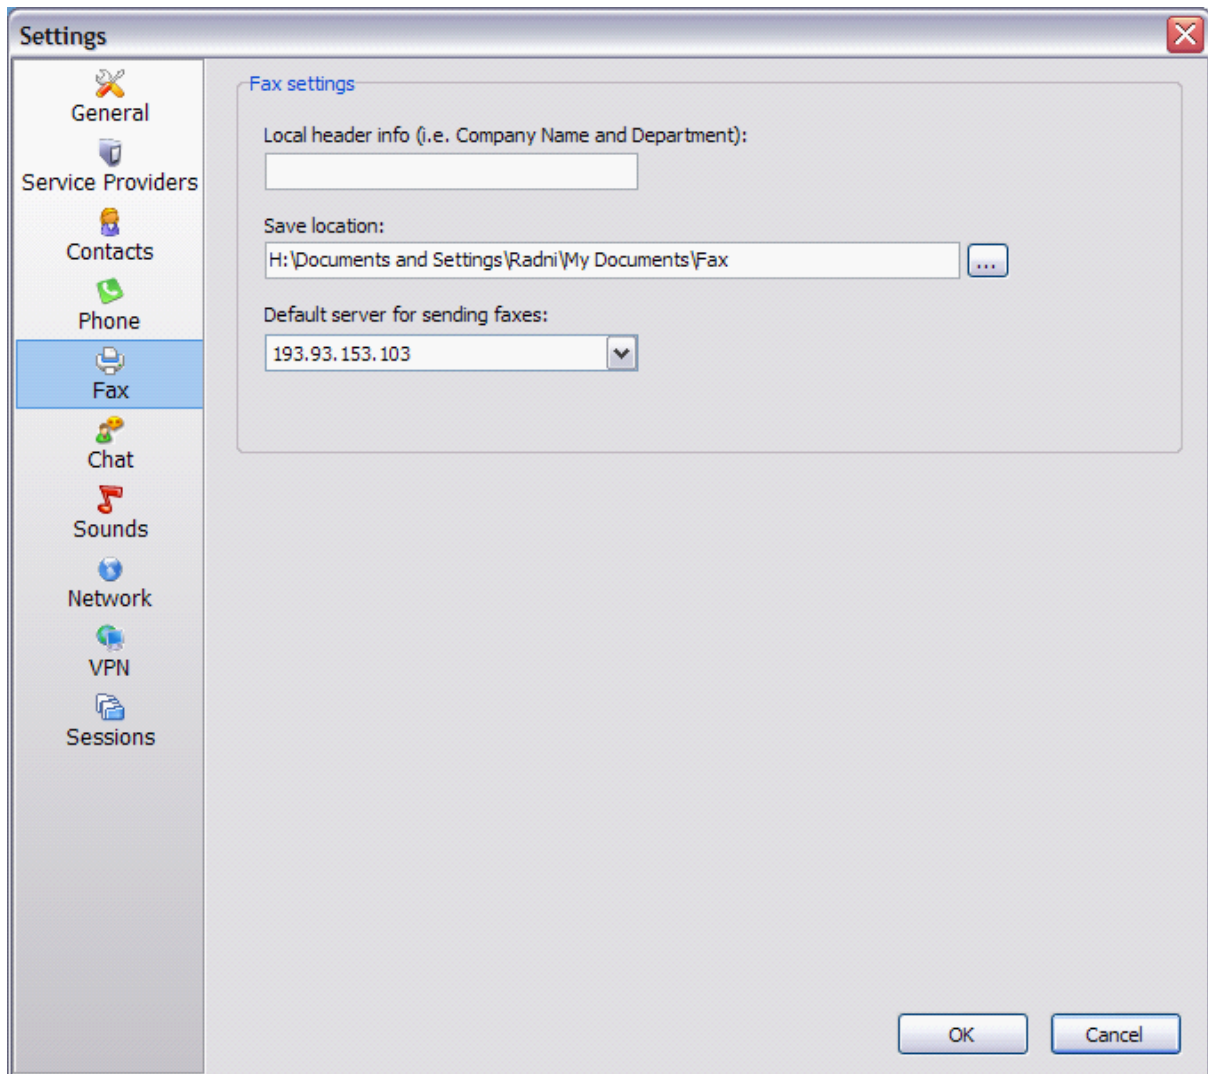 Settings
General
Service Providers
Contacts
Phone
Fax
Chat
Sounds
Network
VPN
Sessions
Fax settings
Local header info (i.e. Company Name and Department):
Save location:
H:\Documents and Settings\Radni\My Documents\Fax
...
Default server for sending faxes:
193.93.153.103
OK
Cancel